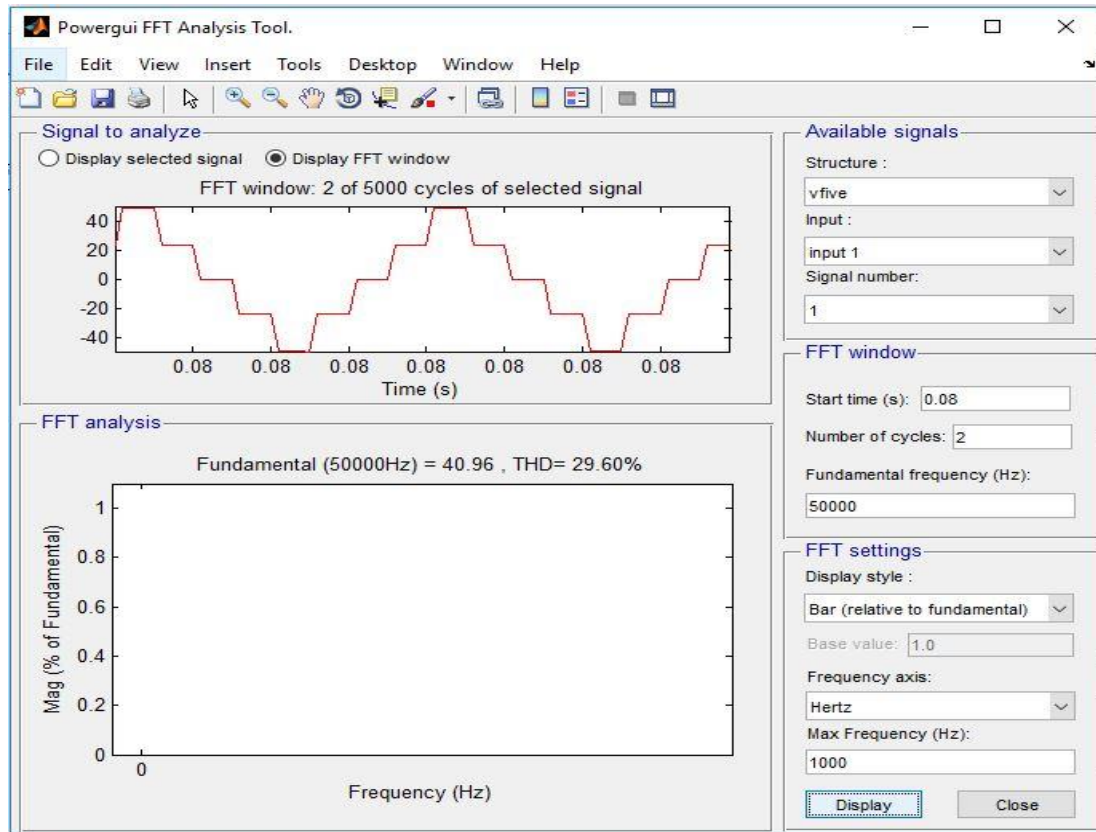 Powergui FFT Analysis Tool.
File Edit View Insert Tools Desktop Window Help
Signal to analyze
Display selected signal Display FFT window
FFT window: 2 of 5000 cycles of selected signal
40
20
0
-20
-40
0.08 0.08 0.08 0.08 0.08 0.08 0.08
Time (s)
FFT analysis
Fundamental (50000Hz) = 40.96 , THD= 29.60%
Mag (% of Fundamental)
1
0.8
0.6
0.4
0.2
0
0
Frequency (Hz)
Available signals
Structure :
vfive
Input :
input 1
Signal number:
1
FFT window
Start time (s): 0.08
Number of cycles: 2
Fundamental frequency (Hz):
50000
FFT settings
Display style :
Bar (relative to fundamental)
Base value: 1.0
Frequency axis:
Hertz
Max Frequency (Hz):
1000
Display Close